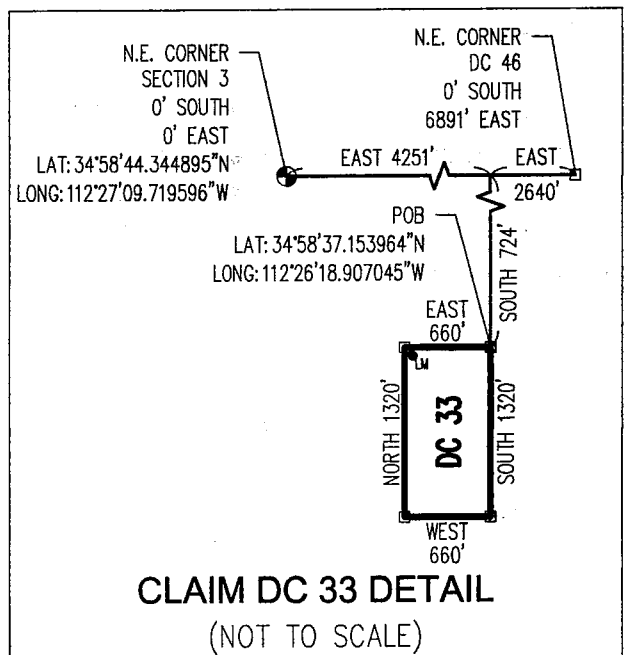 N.E. CORNER
SECTION 3
0' SOUTH
0' EAST
LAT: 34°58'44.344895"N
LONG: 112°27'09.719596"W
N.E. CORNER
DC 46
0' SOUTH
6891' EAST
EAST 4251'
EAST
2640'
POB
LAT: 34°58'37.153964"N
LONG: 112°26'18.907045"W
SOUTH 724'
EAST
660'
LM
NORTH 1320'
DC 33
SOUTH 1320'
WEST
660'
CLAIM DC 33 DETAIL
(NOT TO SCALE)